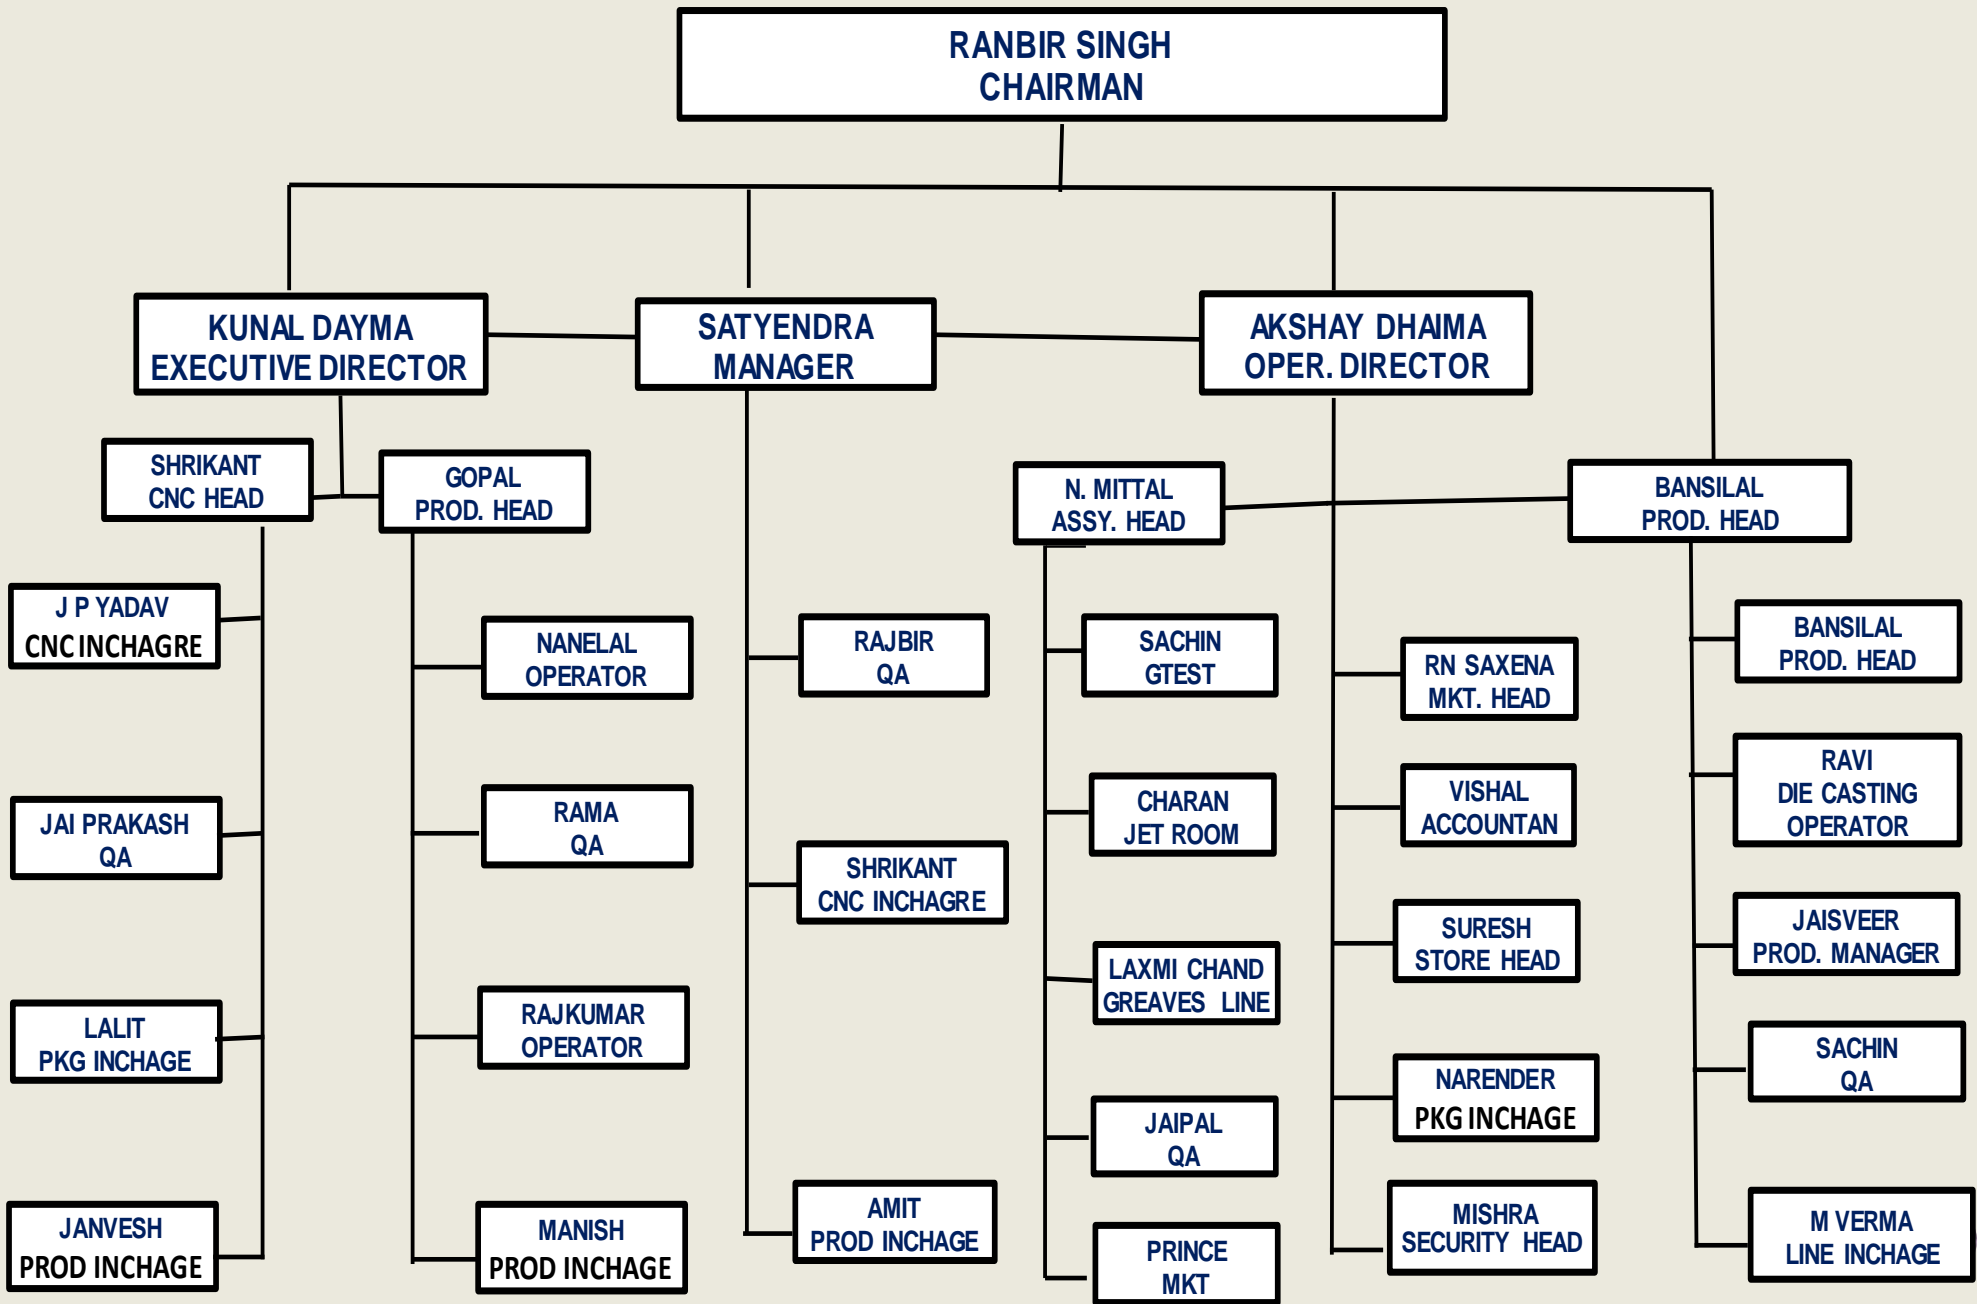 RANBIR SINGH
CHAIRMAN
KUNAL DAYMA
EXECUTIVE DIRECTOR
SATYENDRA
MANAGER
AKSHAY DHAIMA
OPER. DIRECTOR
SHRIKANT
CNC HEAD
GOPAL
PROD. HEAD
N. MITTAL
ASSY. HEAD
BANSILAL
PROD. HEAD
J P YADAV
CNC INCHAGRE
JAI PRAKASH
QA
LALIT
PKG INCHAGE
JANVESH
PROD INCHAGE
NANELAL
OPERATOR
RAMA
QA
RAJKUMAR
OPERATOR
MANISH
PROD INCHAGE
RAJBIR
QA
SHRIKANT
CNC INCHAGRE
AMIT
PROD INCHAGE
SACHIN
GTEST
CHARAN
JET ROOM
LAXMI CHAND
GREAVES LINE
JAIPAL
QA
PRINCE
MKT
RN SAXENA
MKT. HEAD
VISHAL
ACCOUNTAN
SURESH
STORE HEAD
NARENDER
PKG INCHAGE
MISHRA
SECURITY HEAD
BANSILAL
PROD. HEAD
RAVI
DIE CASTING
OPERATOR
JAISVEER
PROD. MANAGER
SACHIN
QA
M VERMA
LINE INCHAGE